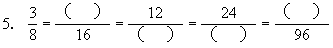 5. 3/8 = ( )/16 = 12/( ) = 24/( ) = ( )/96